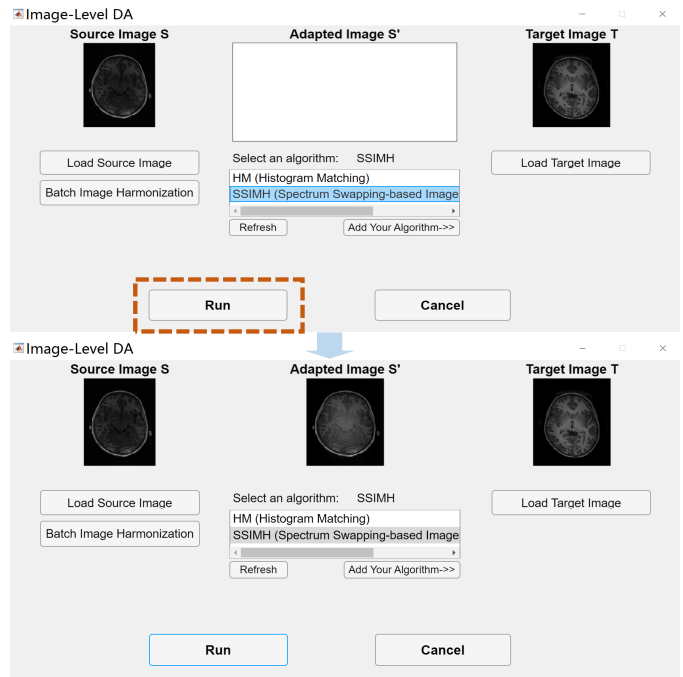 Image-Level DA
Source Image S Adapted Image S' Target Image T
Load Source Image Select an algorithm: SSIMH Load Target Image
Batch Image Harmonization HM (Histogram Matching)
SSIMH (Spectrum Swapping-based Image
Refresh Add Your Algorithm->>
Run Cancel
Image-Level DA
Source Image S Adapted Image S' Target Image T
Load Source Image Select an algorithm: SSIMH Load Target Image
Batch Image Harmonization HM (Histogram Matching)
SSIMH (Spectrum Swapping-based Image
Refresh Add Your Algorithm->>
Run Cancel